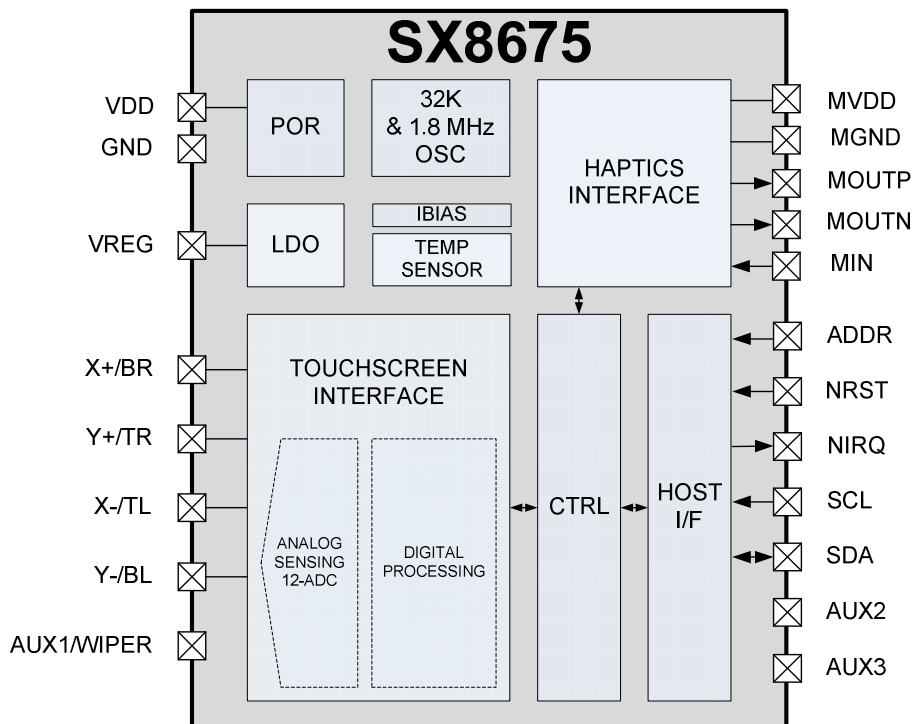 SX8675
VDD
GND
VREG
X+/BR
Y+/TR
X-/TL
Y-/BL
AUX1/WIPER
POR
32K
& 1.8 MHz
OSC
LDO
IBIAS
TEMP
SENSOR
HAPTICS
INTERFACE
TOUCHSCREEN
INTERFACE
ANALOG
SENSING
12-ADC
DIGITAL
PROCESSING
CTRL
HOST
I/F
MVDD
MGND
MOUTP
MOUTN
MIN
ADDR
NRST
NIRQ
SCL
SDA
AUX2
AUX3